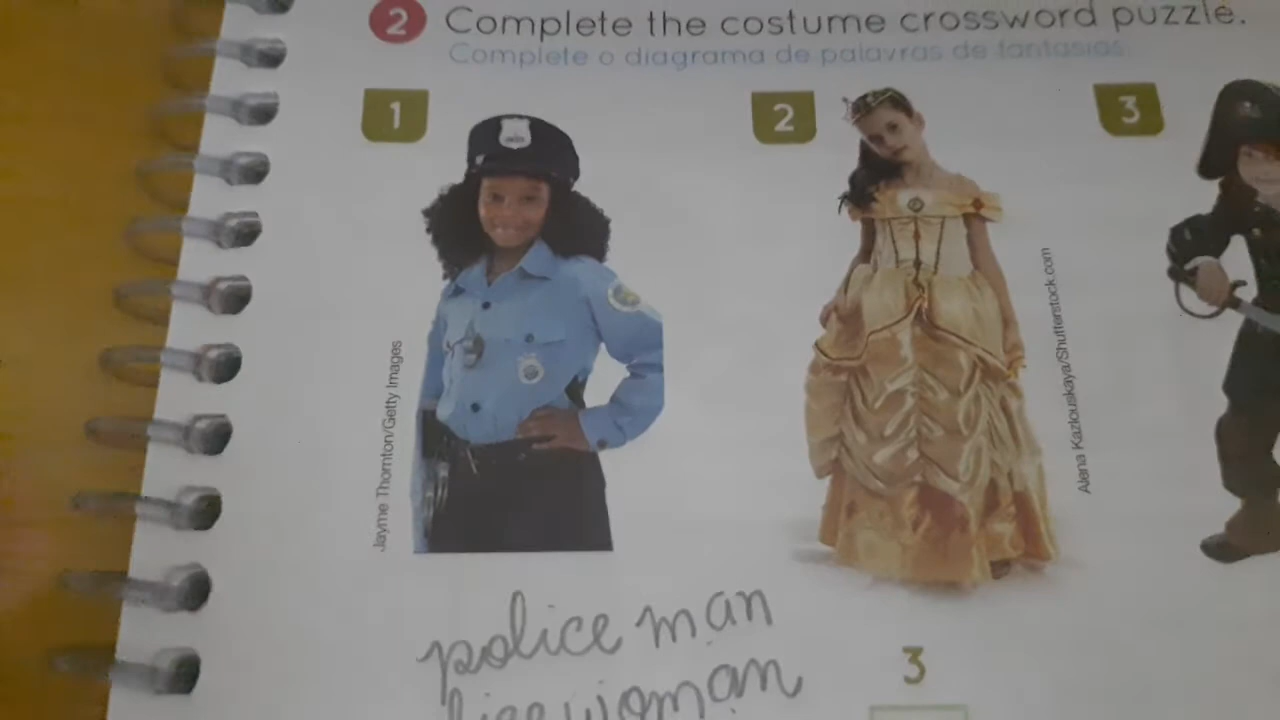 2 Complete the costume crossword puzzle.
Complete o diagrama de palavras de fantasias.
1
2
3
Jayme Thornton/Getty Images
Alena Kazlouskaya/Shutterstock.com
police man
woman
3